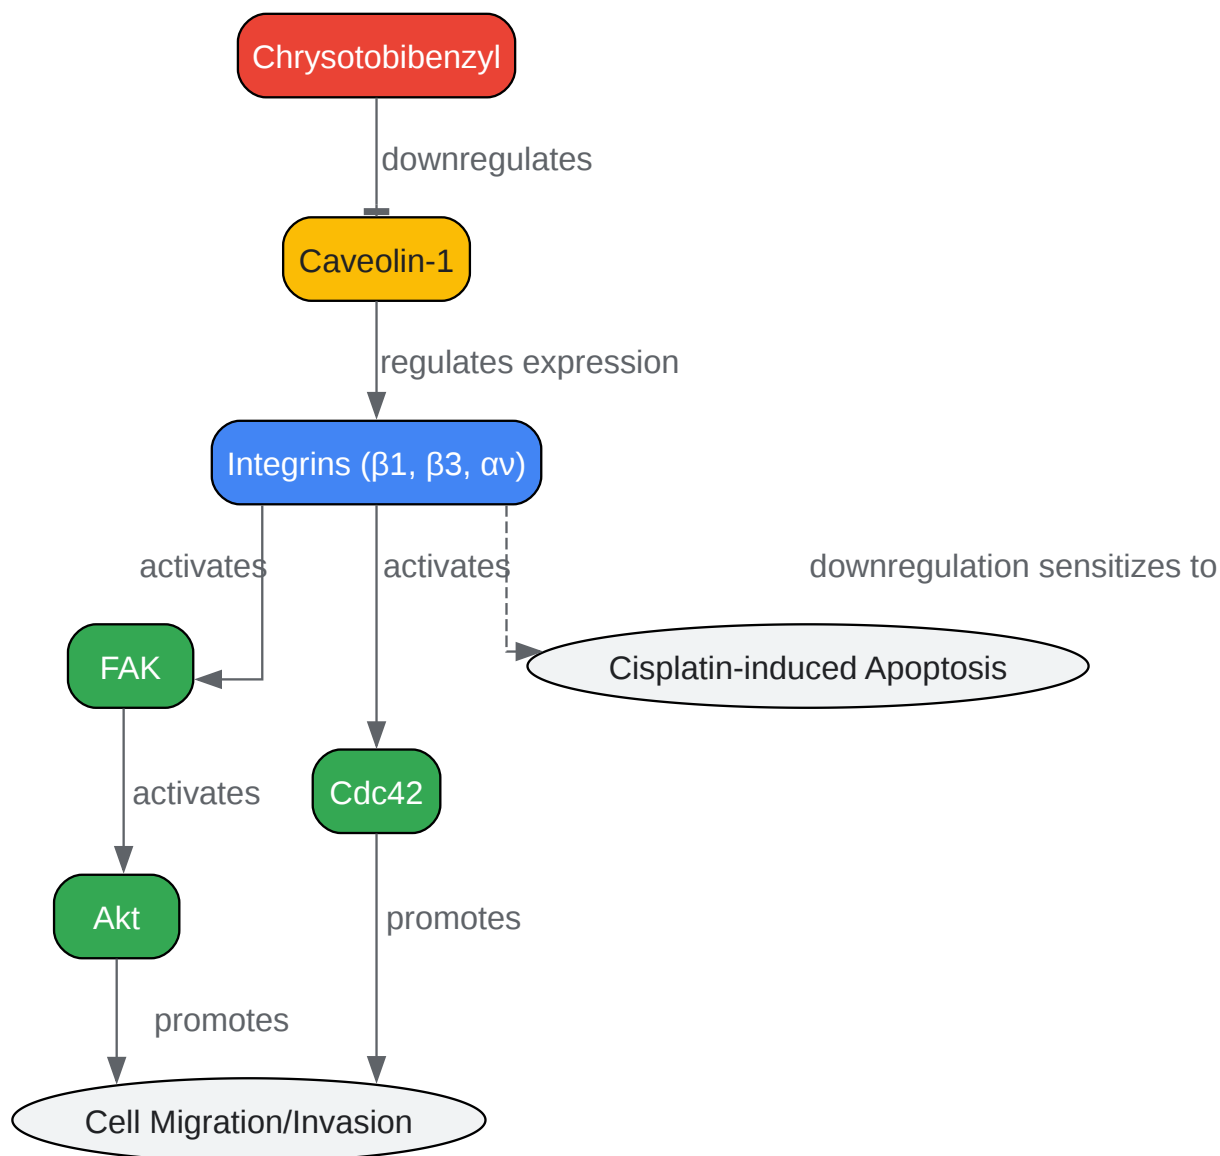 Chrysotobibenzyl
downregulates
Caveolin-1
regulates expression
Integrins (β1, β3, αν)
activates
activates
downregulation sensitizes to
FAK
Cisplatin-induced Apoptosis
activates
Cdc42
Akt
promotes
promotes
Cell Migration/Invasion